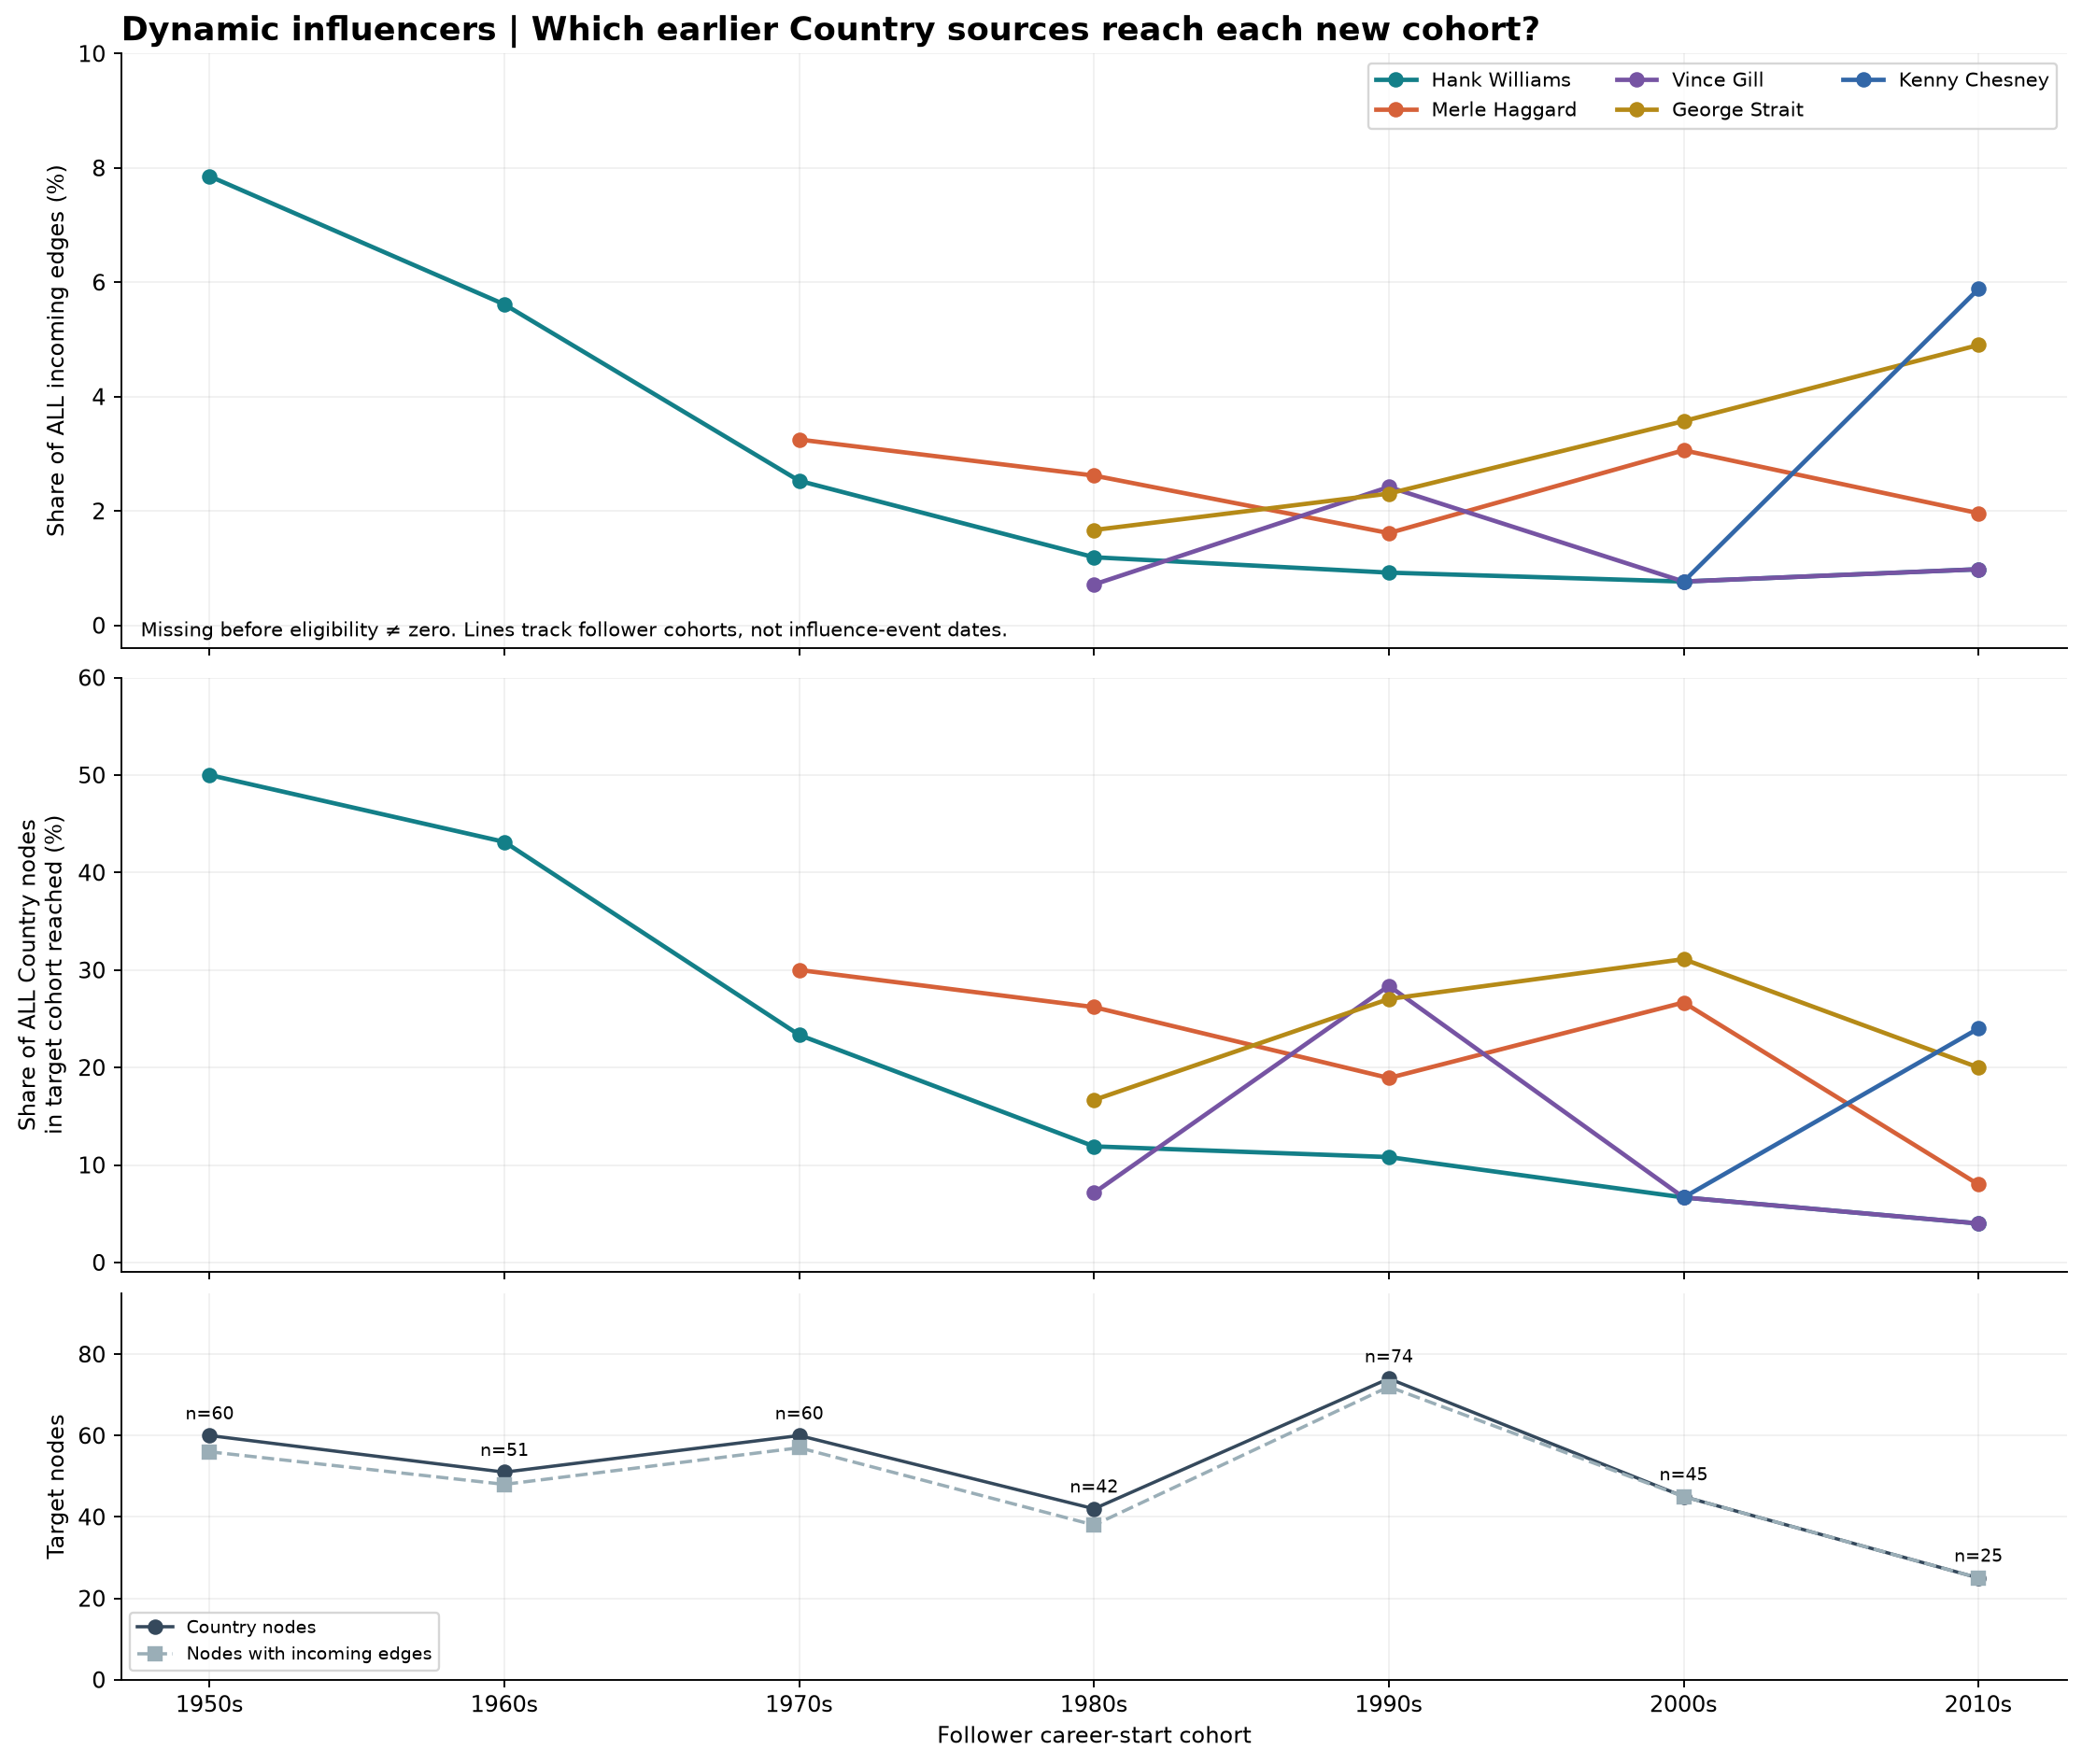 Dynamic influencers | Which earlier Country sources reach each new cohort?
Share of ALL incoming edges (%)
10
8
6
4
2
0
Hank Williams
Merle Haggard
Vince Gill
George Strait
Kenny Chesney
Missing before eligibility ≠ zero. Lines track follower cohorts, not influence-event dates.
Share of ALL Country nodes
in target cohort reached (%)
60
50
40
30
20
10
0
Target nodes
80
60
40
20
0
n=60
n=51
n=60
n=42
n=74
n=45
n=25
Country nodes
Nodes with incoming edges
1950s
1960s
1970s
1980s
1990s
2000s
2010s
Follower career-start cohort